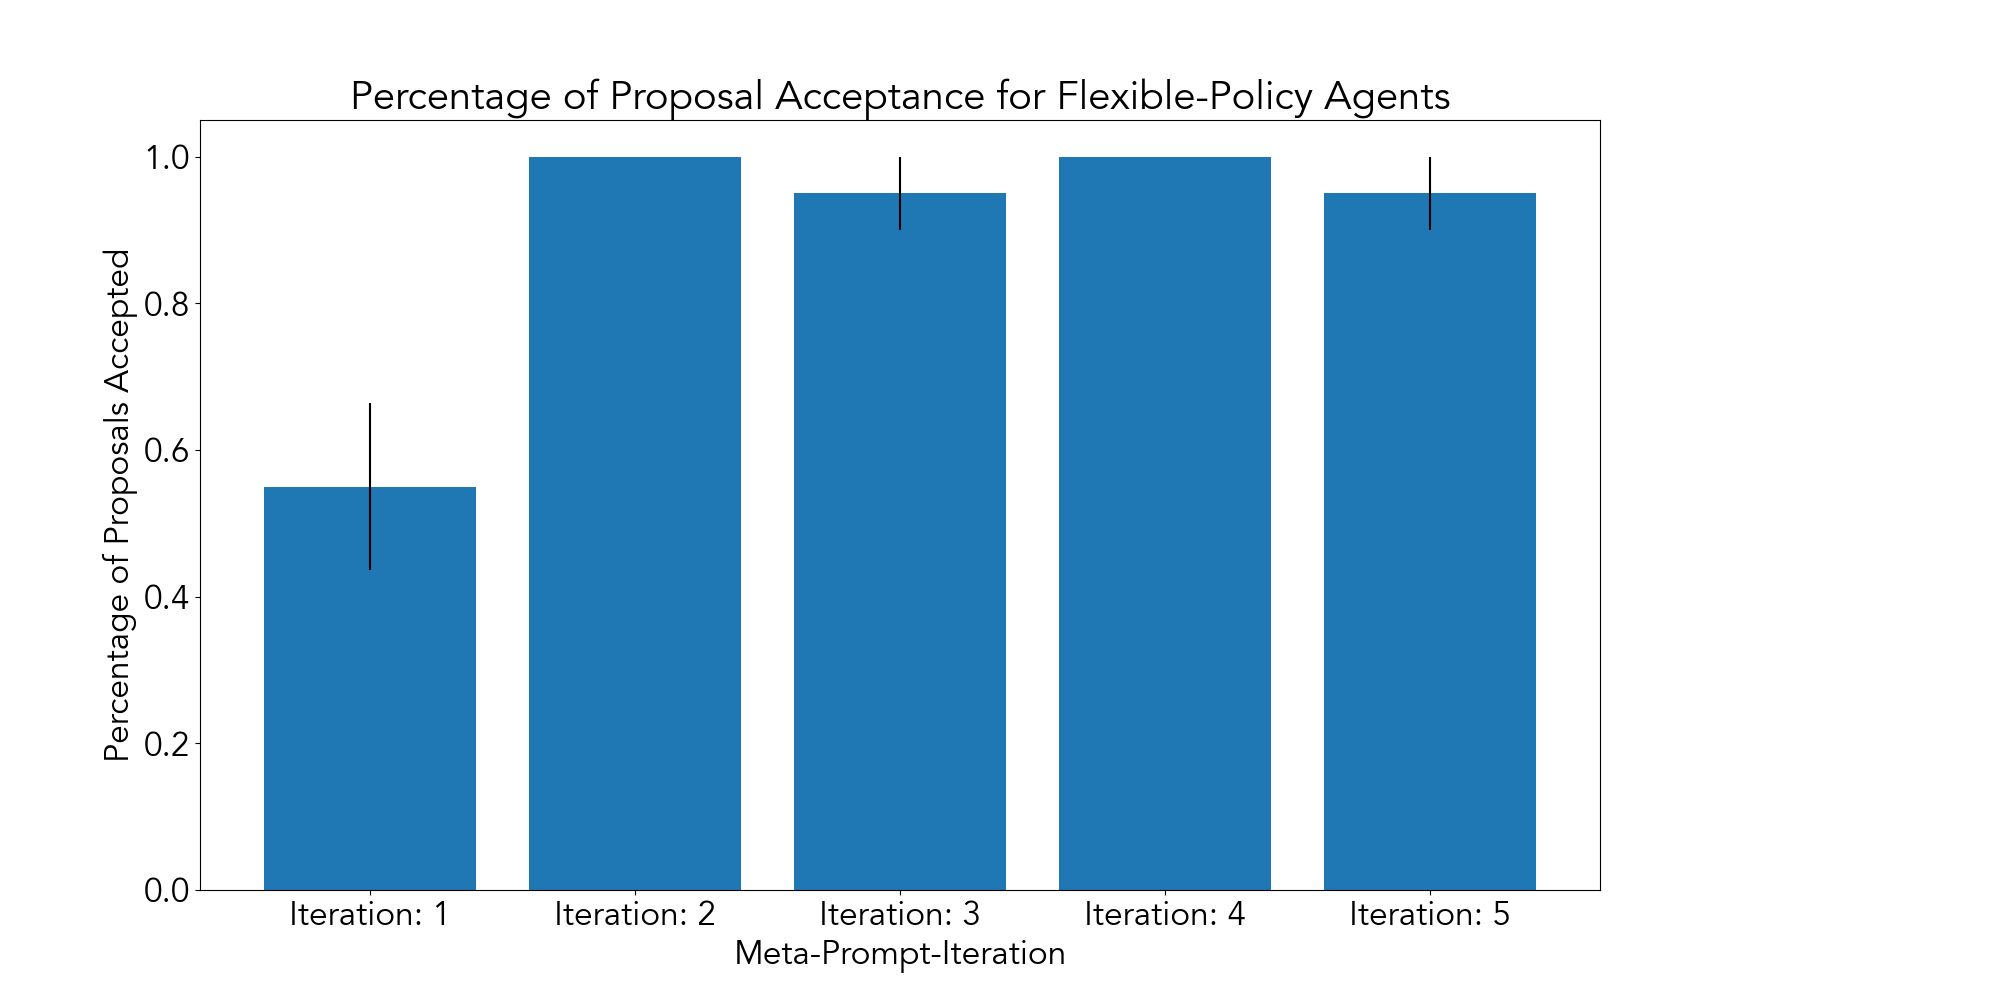 Percentage of Proposal Acceptance for Flexible-Policy Agents
Percentage of Proposals Accepted
1.0
0.8
0.6
0.4
0.2
0.0
Iteration: 1
Iteration: 2
Iteration: 3
Iteration: 4
Iteration: 5
Meta-Prompt-Iteration